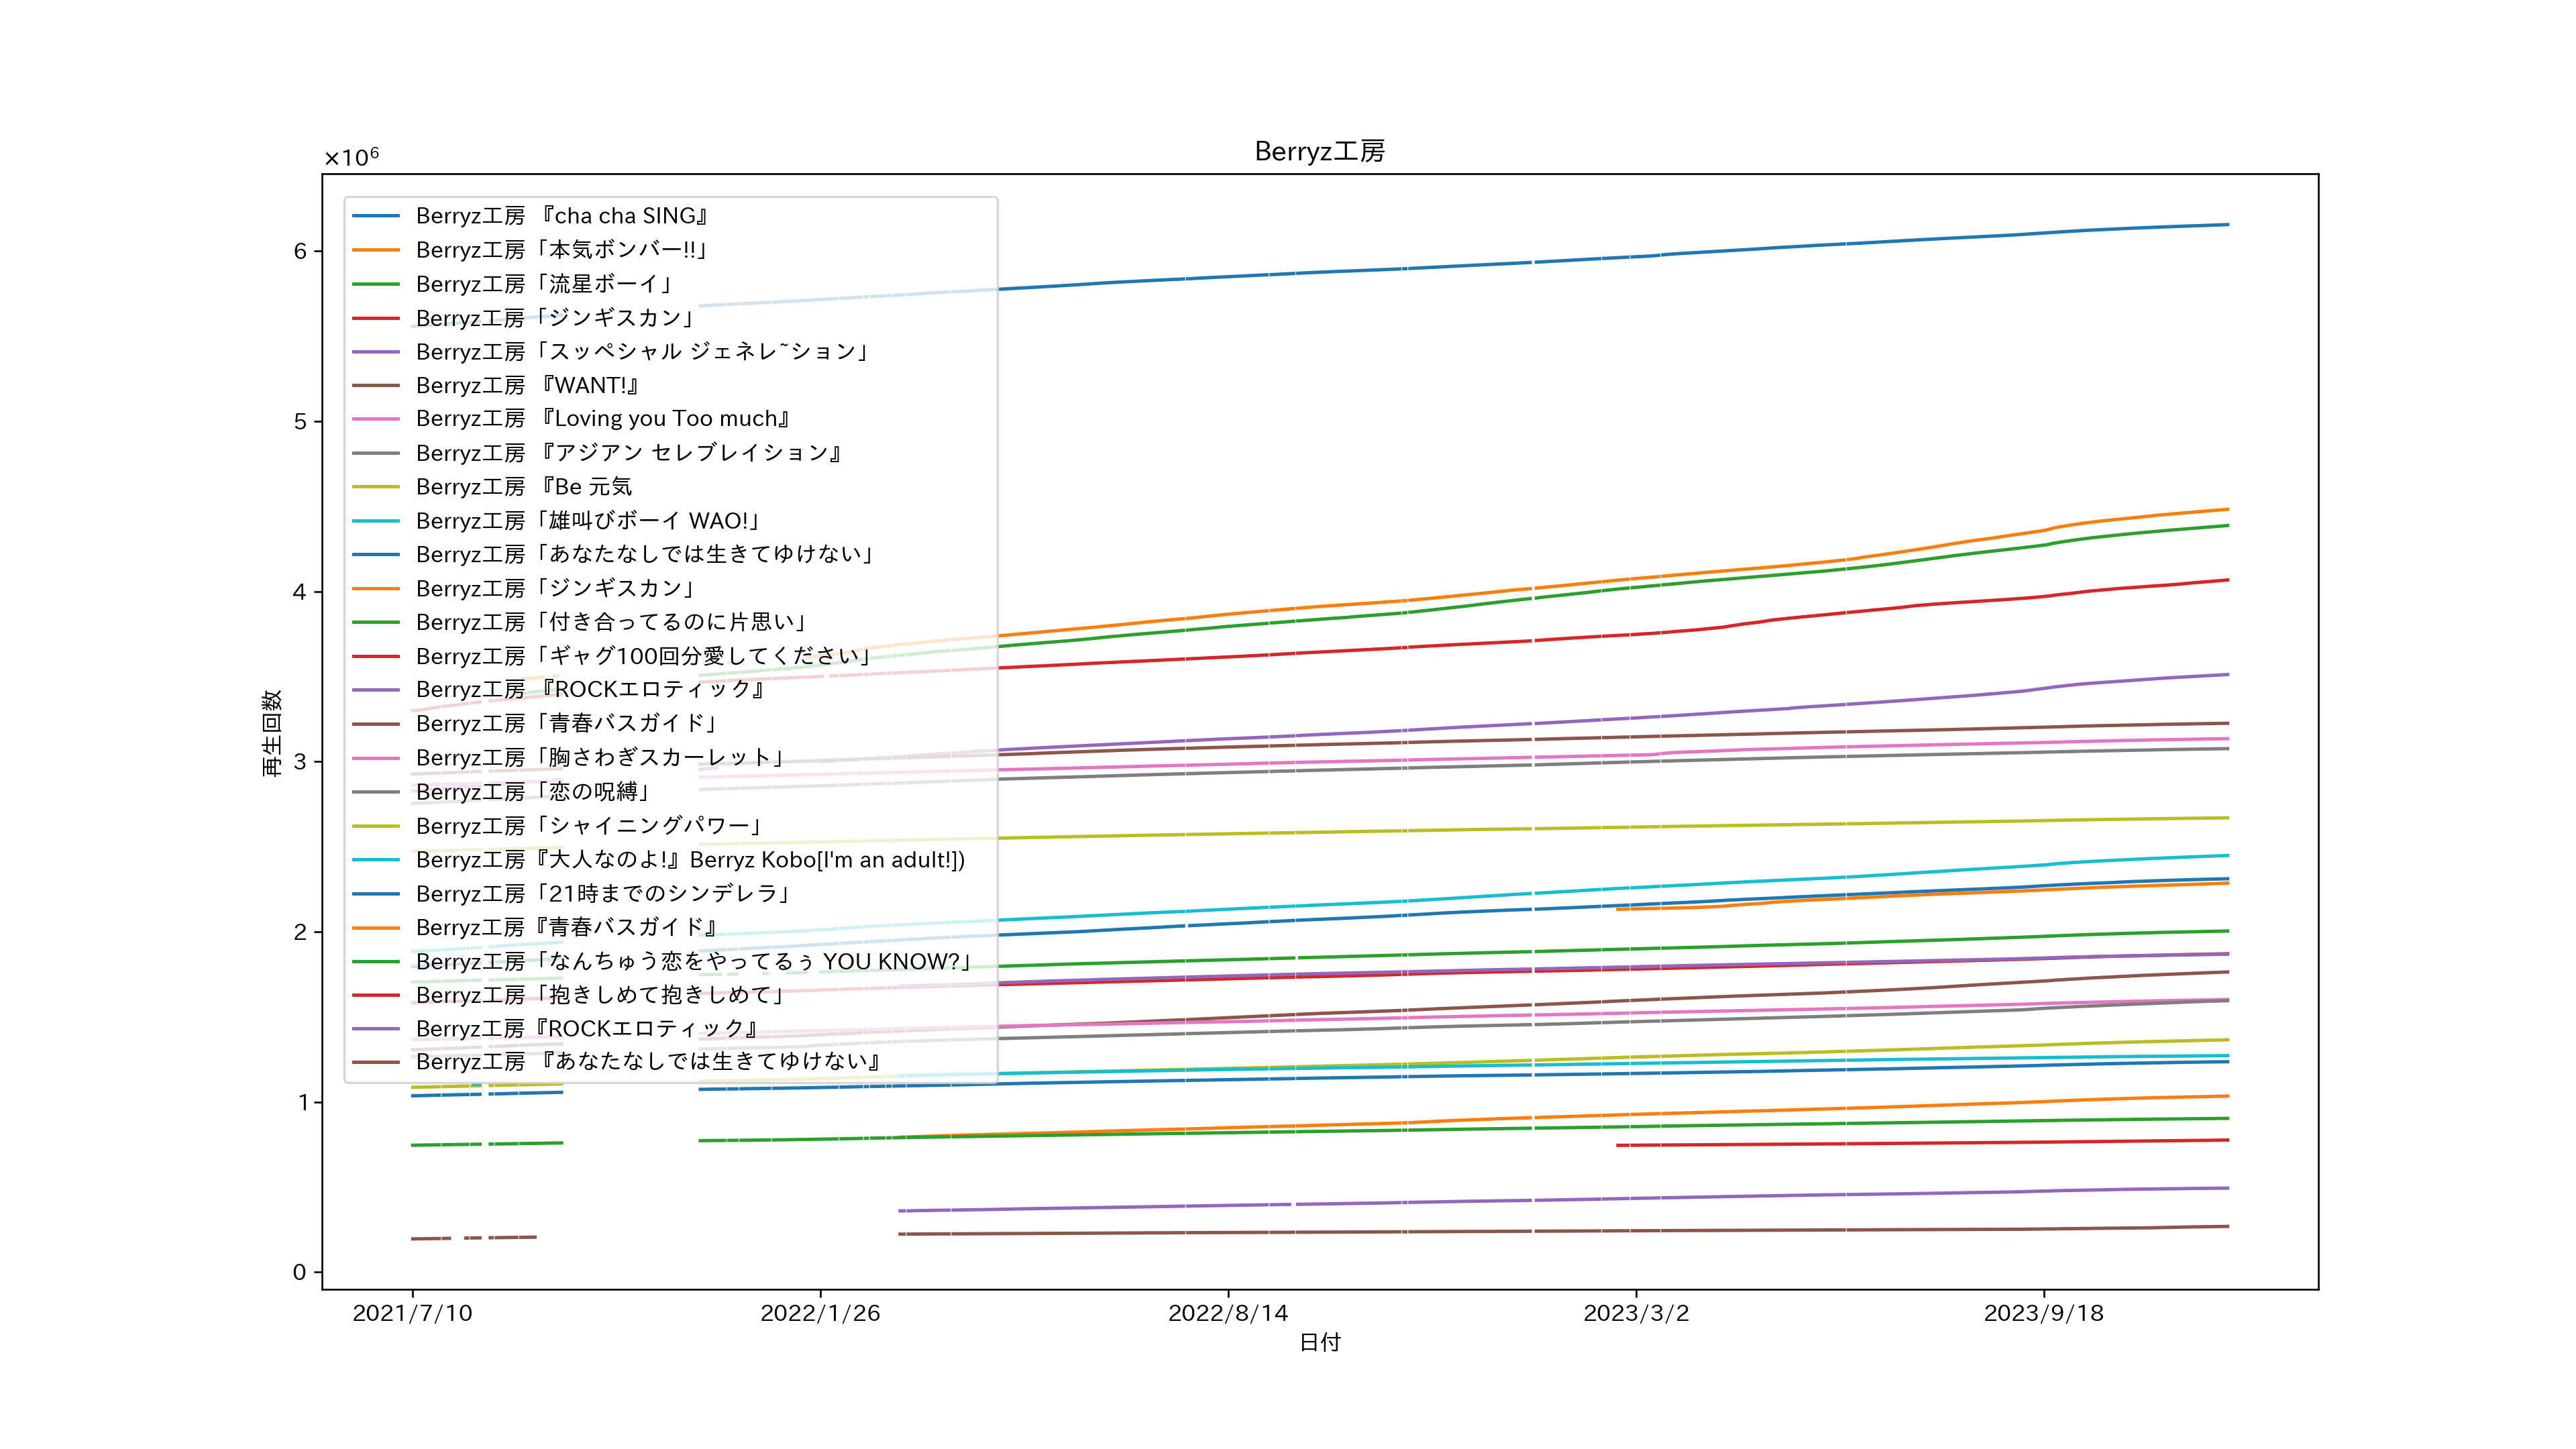 Berryz工房
×10⁶
Berryz工房 『cha cha SING』
Berryz工房「本気ボンバー!!」
Berryz工房「流星ボーイ」
Berryz工房「ジンギスカン」
Berryz工房「スッペシャル ジェネレ~ション」
Berryz工房 『WANT!』
Berryz工房 『Loving you Too much』
Berryz工房 『アジアン セレブレイション』
Berryz工房 『Be 元気
Berryz工房「雄叫びボーイ WAO!」
Berryz工房「あなたなしでは生きてゆけない」
Berryz工房「ジンギスカン」
Berryz工房「付き合ってるのに片思い」
Berryz工房「ギャグ100回分愛してください」
Berryz工房 『ROCKエロティック』
Berryz工房「青春バスガイド」
Berryz工房「胸さわぎスカーレット」
Berryz工房「恋の呪縛」
Berryz工房「シャイニングパワー」
Berryz工房『大人なのよ!』Berryz Kobo[I'm an adult!])
Berryz工房「21時までのシンデレラ」
Berryz工房『青春バスガイド』
Berryz工房「なんちゅう恋をやってるぅ YOU KNOW?」
Berryz工房「抱きしめて抱きしめて」
Berryz工房『ROCKエロティック』
Berryz工房 『あなたなしでは生きてゆけない』
6
5
4
3
2
1
0
再生回数
2021/7/10
2022/1/26
2022/8/14
2023/3/2
2023/9/18
日付